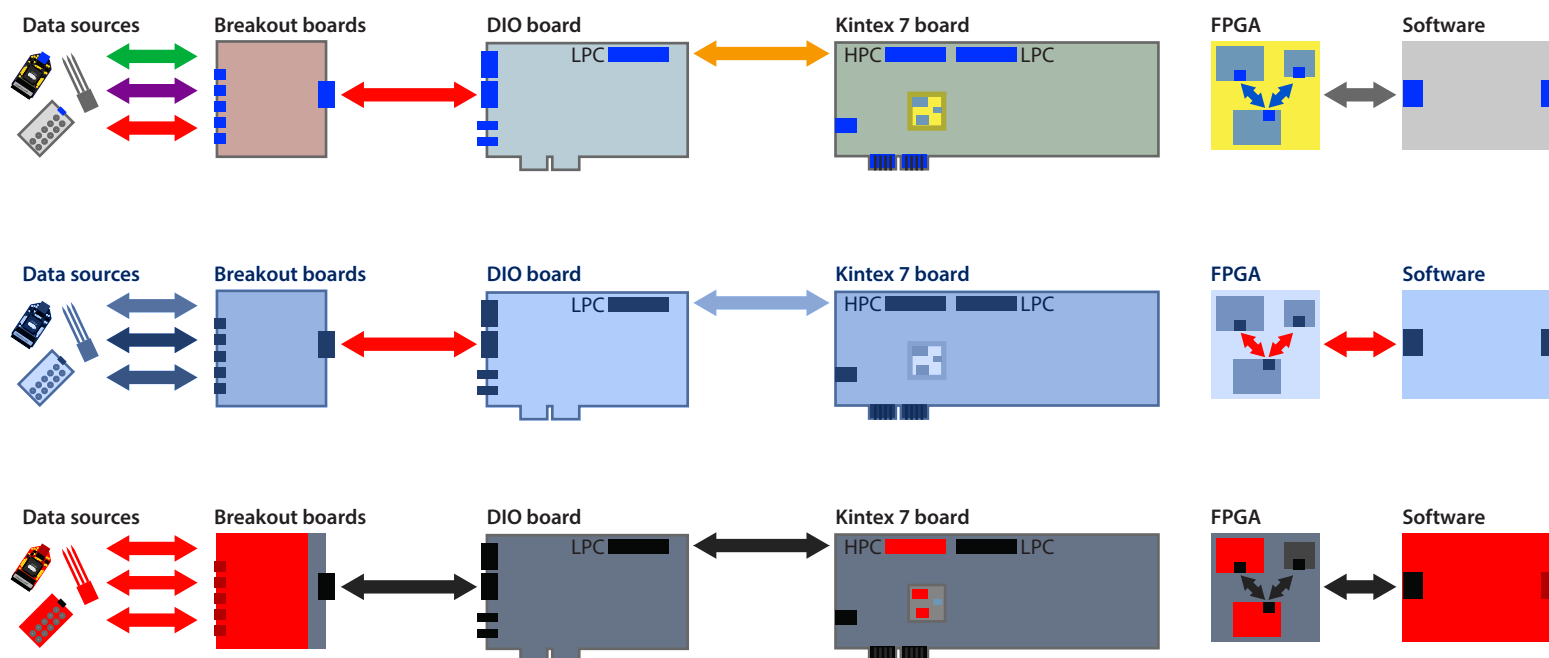 Data sources Breakout boards DIO board Kintex 7 board FPGA Software
LPC HPC LPC
Data sources Breakout boards DIO board Kintex 7 board FPGA Software
LPC HPC LPC
Data sources Breakout boards DIO board Kintex 7 board FPGA Software
LPC HPC LPC